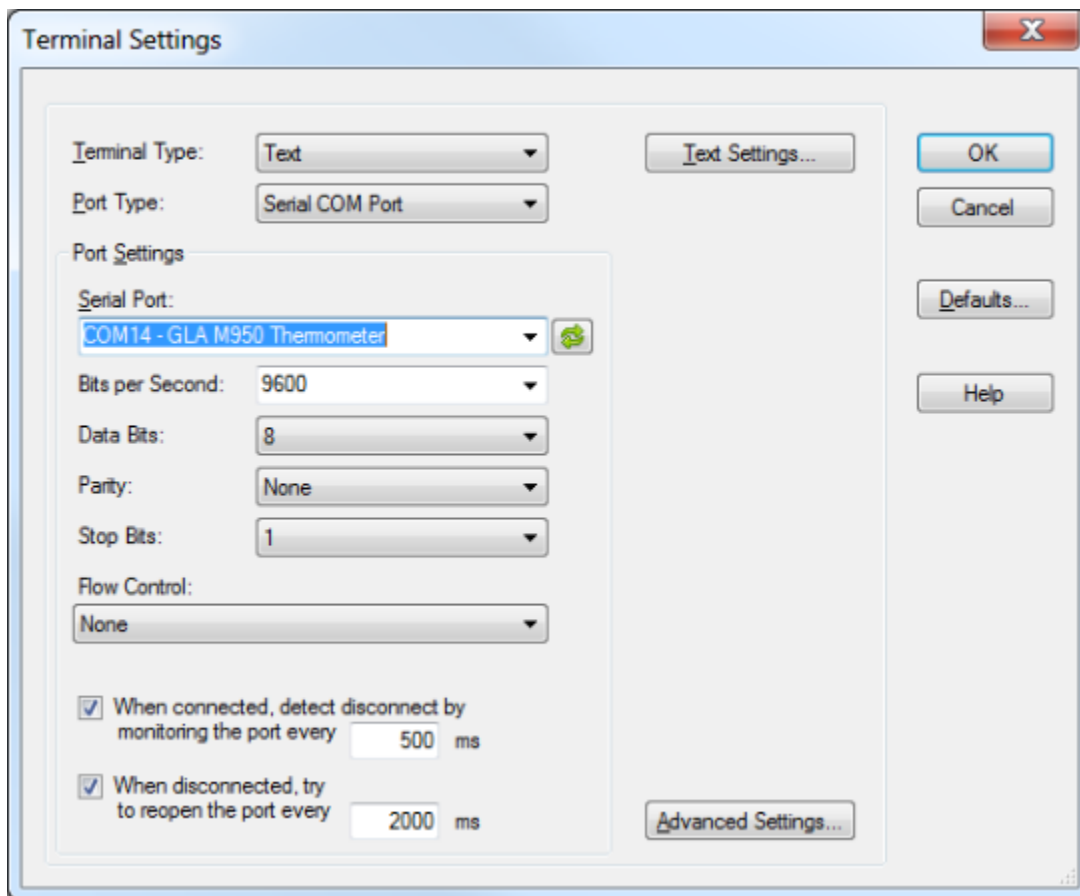 Terminal Settings
Terminal Type: Text Text Settings... OK
Port Type: Serial COM Port Cancel
Port Settings
Serial Port: Defaults...
COM14 - GLA M950 Thermometer
Bits per Second: 9600 Help
Data Bits: 8
Parity: None
Stop Bits: 1
Flow Control:
None
When connected, detect disconnect by
monitoring the port every 500 ms
When disconnected, try
to reopen the port every 2000 ms Advanced Settings...